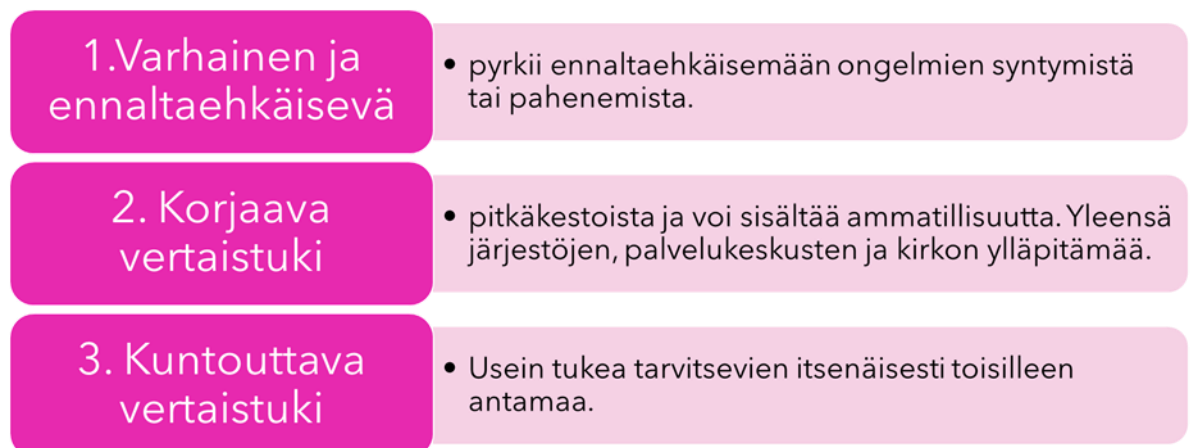 1.Varhainen ja
ennaltaehkäisevä
• pyrkii ennaltaehkäisemään ongelmien syntymistä
tai pahenemista.
2. Korjaava
vertaistuki
• pitkäkestoista ja voi sisältää ammatillisuutta. Yleensä
järjestöjen, palvelukeskusten ja kirkon ylläpitämää.
3. Kuntouttava
vertaistuki
• Usein tukea tarvitsevien itsenäisesti toisilleen
antamaa.